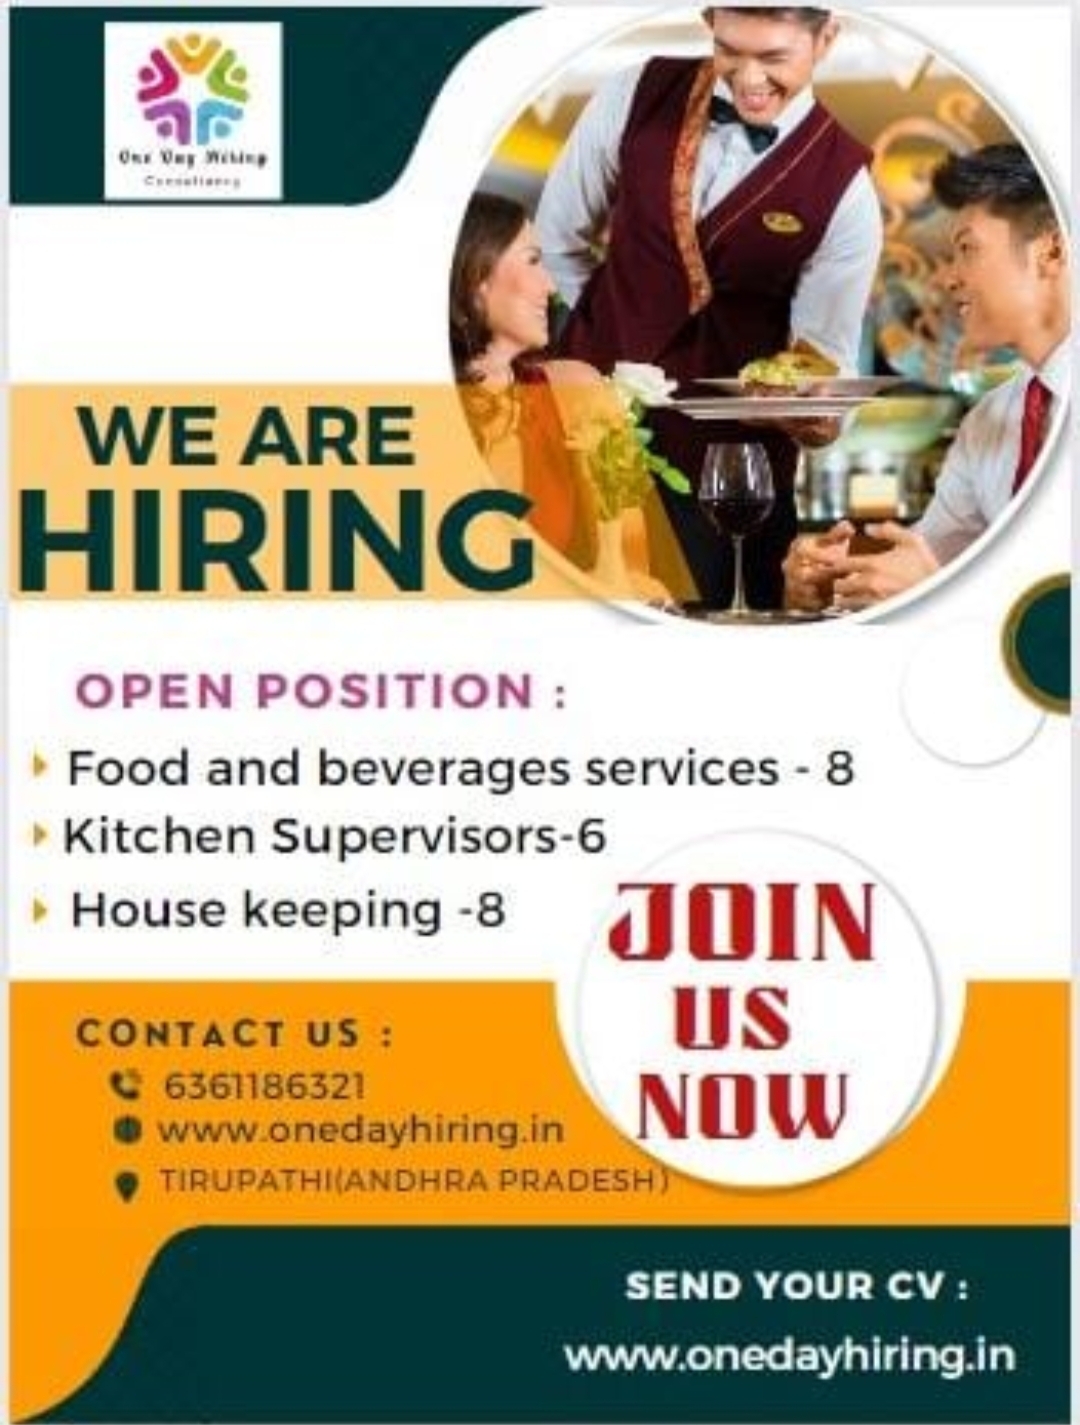 One Day Hiring
Consultancy
WE ARE
HIRING
OPEN POSITION :
Food and beverages services - 8
Kitchen Supervisors-6
House keeping -8
JOIN
US
NOW
CONTACT US :
6361186321
www.onedayhiring.in
TIRUPATHI(ANDHRA PRADESH)
SEND YOUR CV :
www.onedayhiring.in